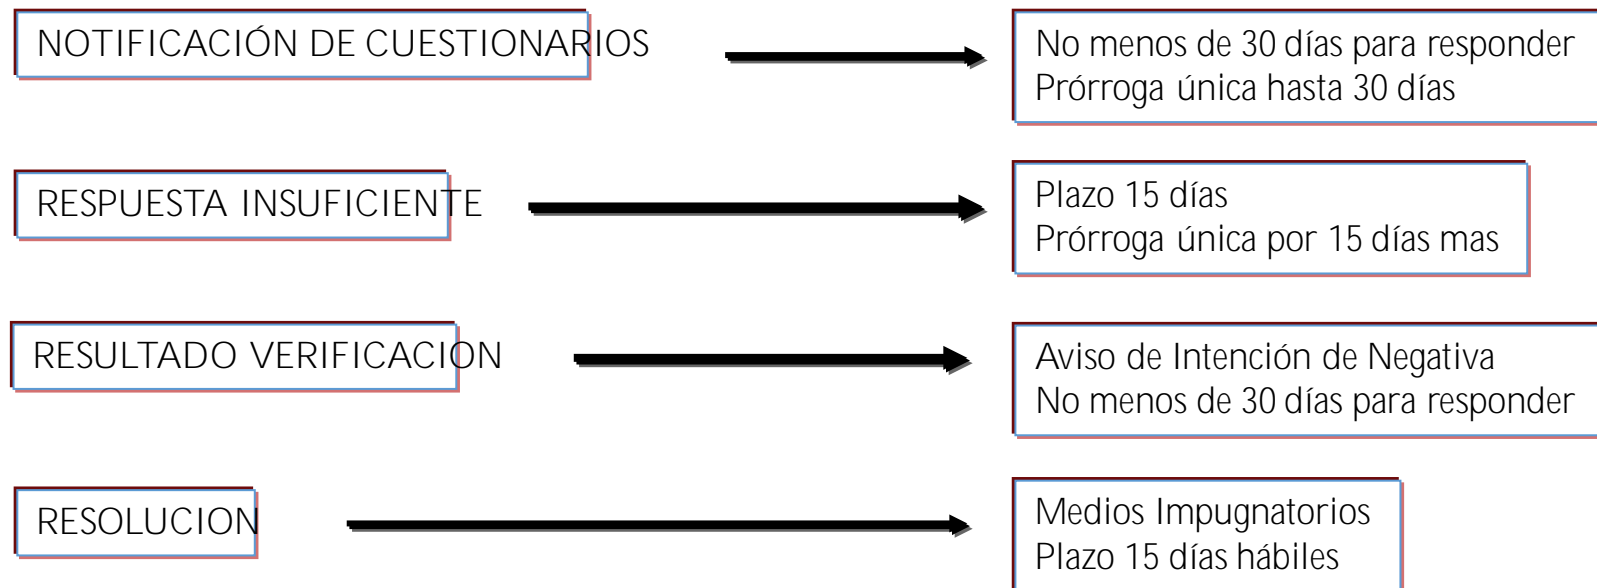 NOTIFICACIÓN DE CUESTIONARIOS
No menos de 30 días para responder
Prórroga única hasta 30 días
RESPUESTA INSUFICIENTE
Plazo 15 días
Prórroga única por 15 días mas
RESULTADO VERIFICACION
Aviso de Intención de Negativa
No menos de 30 días para responder
RESOLUCION
Medios Impugnatorios
Plazo 15 días hábiles